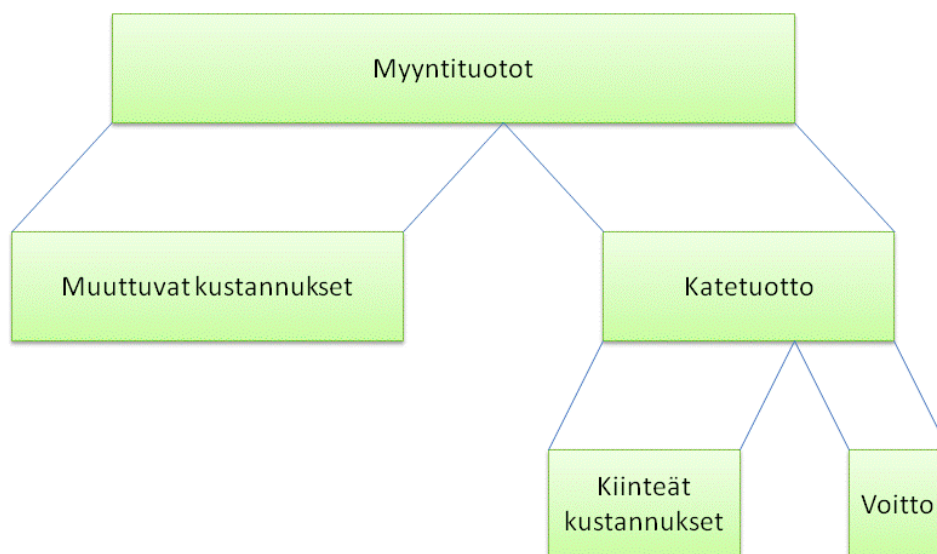 Myyntituotot
Muuttuvat kustannukset
Katetuotto
Kiinteät
kustannukset
Voitto